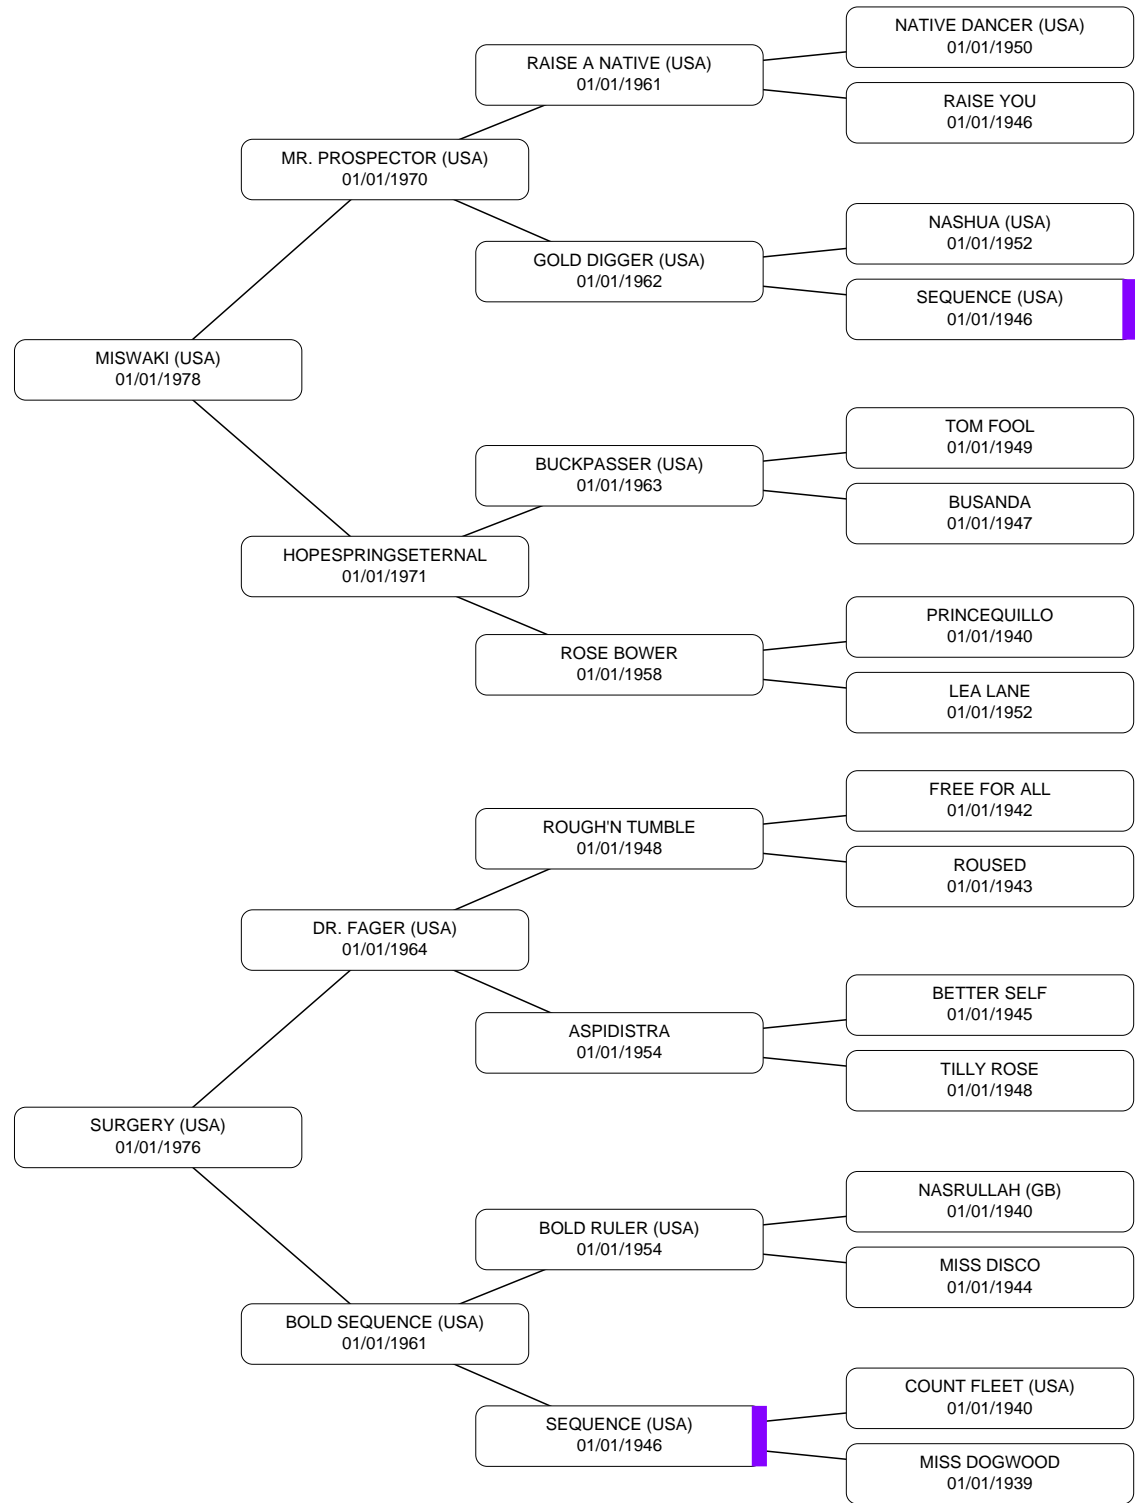 NATIVE DANCER (USA)
01/01/1950
RAISE A NATIVE (USA)
01/01/1961
RAISE YOU
01/01/1946
MR. PROSPECTOR (USA)
01/01/1970
NASHUA (USA)
01/01/1952
GOLD DIGGER (USA)
01/01/1962
SEQUENCE (USA)
01/01/1946
MISWAKI (USA)
01/01/1978
TOM FOOL
01/01/1949
BUCKPASSER (USA)
01/01/1963
BUSANDA
01/01/1947
HOPESPRINGSETERNAL
01/01/1971
PRINCEQUILLO
01/01/1940
ROSE BOWER
01/01/1958
LEA LANE
01/01/1952
FREE FOR ALL
01/01/1942
ROUGH'N TUMBLE
01/01/1948
ROUSED
01/01/1943
DR. FAGER (USA)
01/01/1964
BETTER SELF
01/01/1945
ASPIDISTRA
01/01/1954
TILLY ROSE
01/01/1948
SURGERY (USA)
01/01/1976
NASRULLAH (GB)
01/01/1940
BOLD RULER (USA)
01/01/1954
MISS DISCO
01/01/1944
BOLD SEQUENCE (USA)
01/01/1961
COUNT FLEET (USA)
01/01/1940
SEQUENCE (USA)
01/01/1946
MISS DOGWOOD
01/01/1939